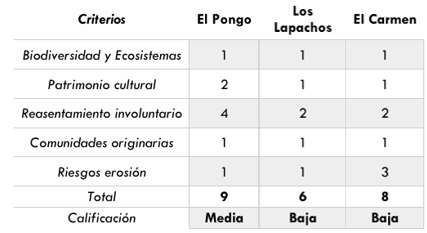 Criterios El Pongo Los Lapachos El Carmen
Biodiversidad y Ecosistemas 1 1 1
Patrimonio cultural 2 1 1
Reasentamiento involuntario 4 2 2
Comunidades originarias 1 1 1
Riesgos erosión 1 1 3
Total 9 6 8
Calificación Media Baja Baja